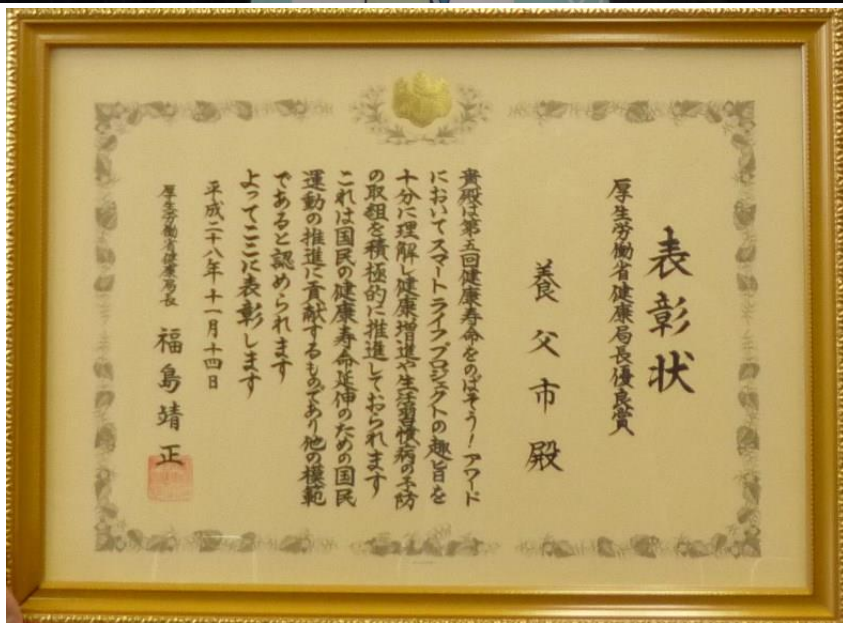 表彰状
厚生労働省健康局長優良賞
養父市殿
貴殿は第五回健康寿命をのばそう!アワード
においてスマートライフプロジェクトの趣旨を
十分に理解し健康増進や生活習慣病の予防
の取組を積極的に推進しておられます
これは国民の健康寿命延伸のための国民
運動の推進に貢献するものであり他の模範
であると認められます
よってここに表彰します
平成二十八年十一月十四日
厚生労働省健康局長 福島靖正